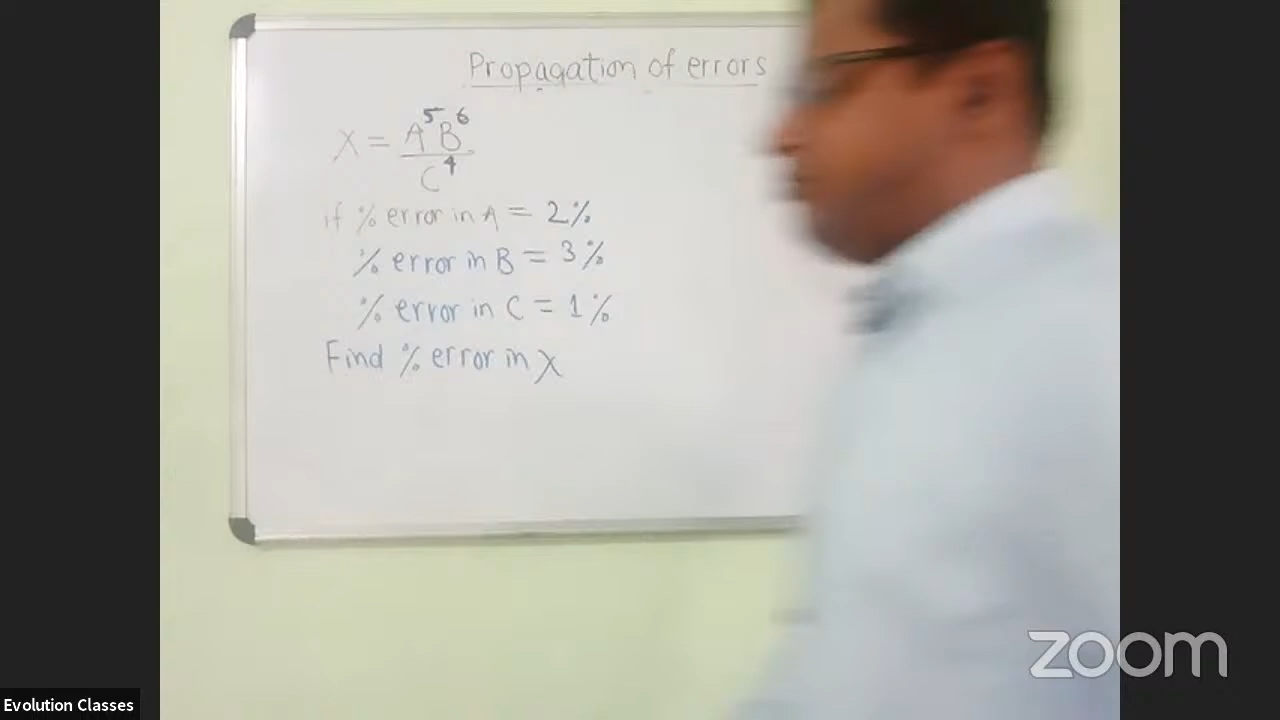 Propagation of errors
X = A⁵B⁶
C⁴
if % error in A = 2%
% error in B = 3%
% error in C = 1%
Find % error in X
zoom
Evolution Classes